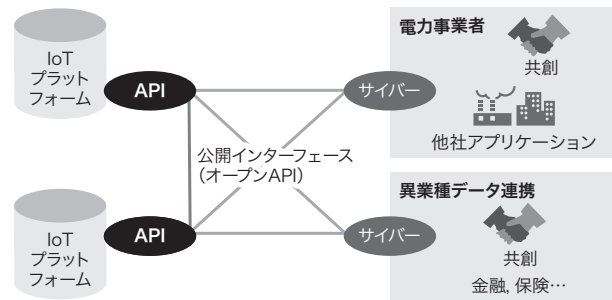 IoT
プラット
フォーム
API
サイバー
電力事業者
共創
他社アプリケーション
公開インターフェース
（オープンAPI）
IoT
プラット
フォーム
API
サイバー
異業種データ連携
共創
金融，保険…